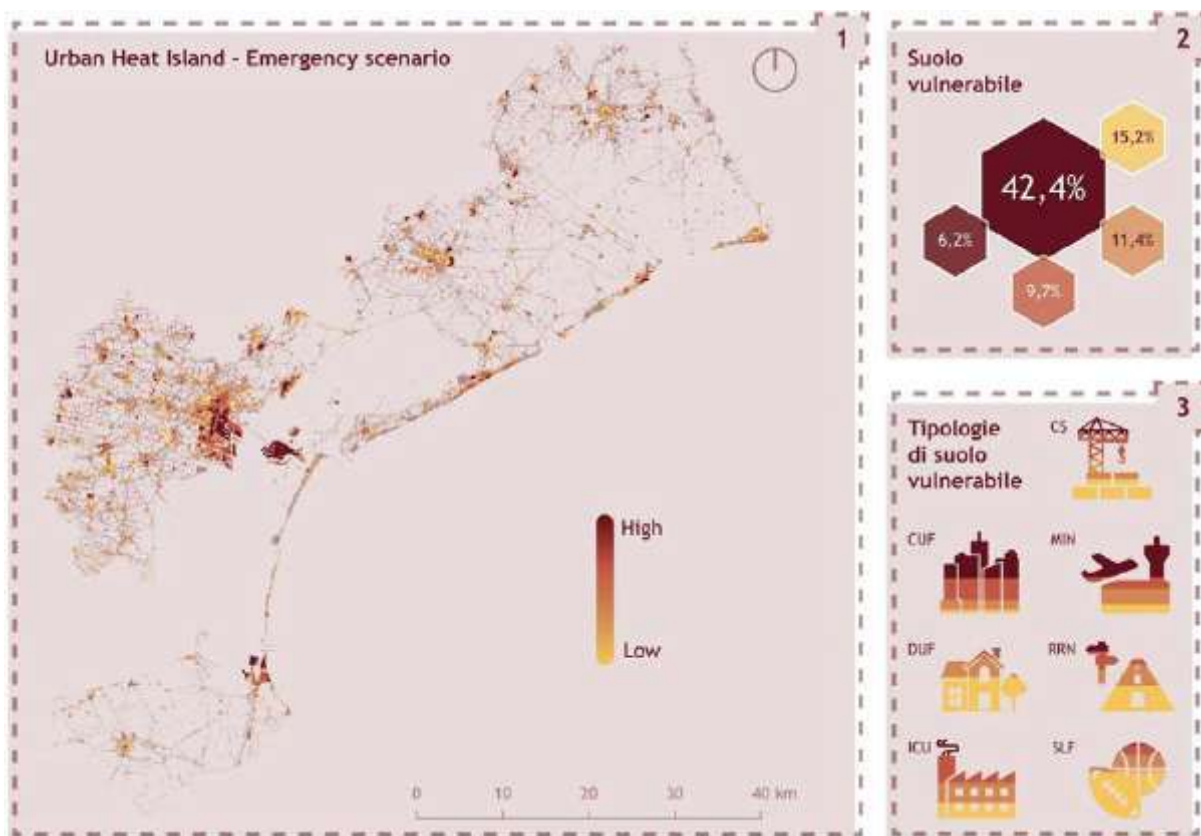 1
Urban Heat Island - Emergency scenario
High
Low
0 10 20 30 40 km
2
Suolo
vulnerabile
15,2%
42,4%
6,2%
11,4%
9,7%
3
Tipologie
di suolo
vulnerabile
CS
CUF
MIN
DUF
RRN
ICU
SLF